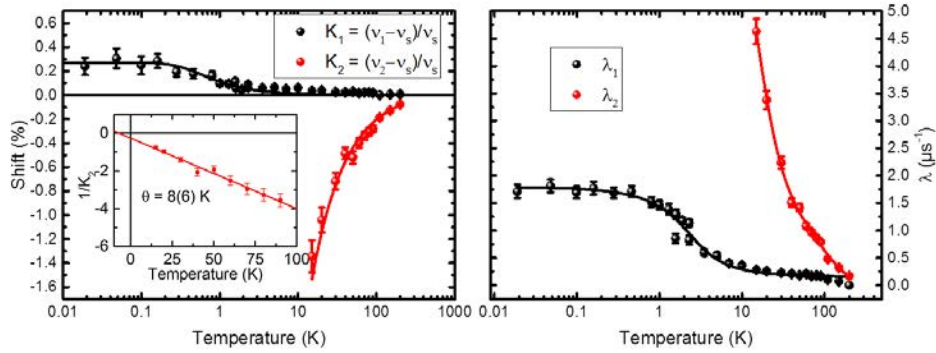 0.6
0.4
0.2
0.0
-0.2
-0.4
-0.6
-0.8
-1.0
-1.2
-1.4
-1.6
Shift (%)
K₁ = (ν₁−νₛ)/νₛ
K₂ = (ν₂−νₛ)/νₛ
0
-2
-4
-6
1/K₂
θ = 8(6) K
0 25 50 75 100
Temperature (K)
0.01 0.1 1 10 100 1000
Temperature (K)
λ₁
λ₂
5.0
4.5
4.0
3.5
3.0
2.5
2.0
1.5
1.0
0.5
0.0
λ (μs⁻¹)
0.01 0.1 1 10 100
Temperature (K)